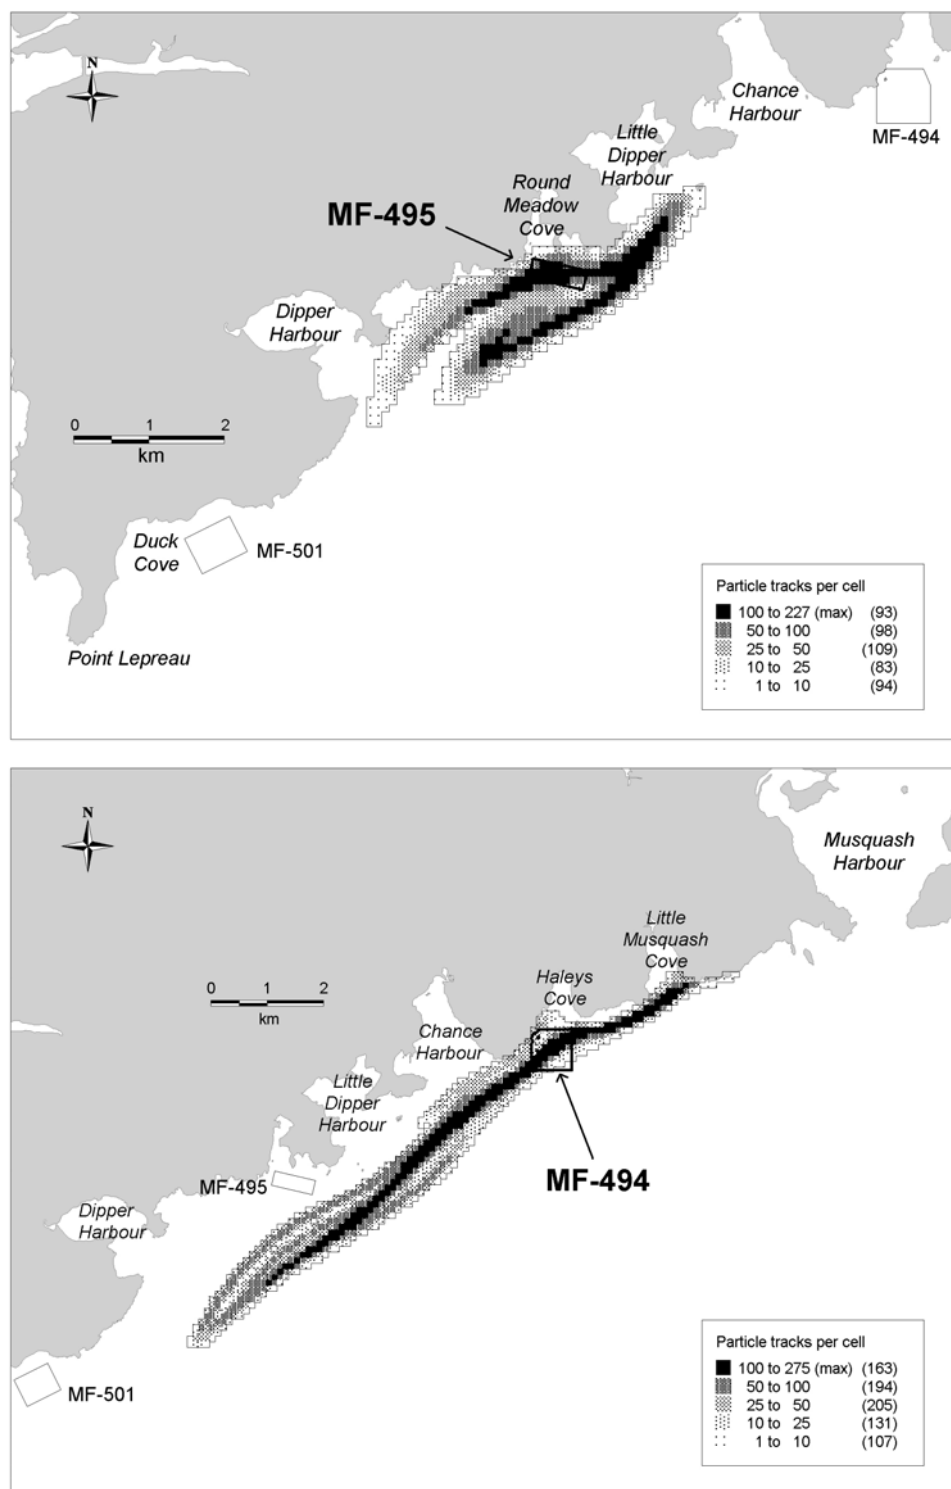 N
Chance
Harbour
MF-494
Little
Dipper
Harbour
Round
Meadow
Cove
MF-495
Dipper
Harbour
0 1 2
km
Duck
Cove
MF-501
Point Lepreau
Particle tracks per cell
100 to 227 (max) (93)
50 to 100 (98)
25 to 50 (109)
10 to 25 (83)
1 to 10 (94)
N
Musquash
Harbour
Little
Musquash
Cove
Haleys
Cove
0 1 2
km
Chance
Harbour
Little
Dipper
Harbour
MF-494
MF-495
Dipper
Harbour
MF-501
Particle tracks per cell
100 to 275 (max) (163)
50 to 100 (194)
25 to 50 (205)
10 to 25 (131)
1 to 10 (107)